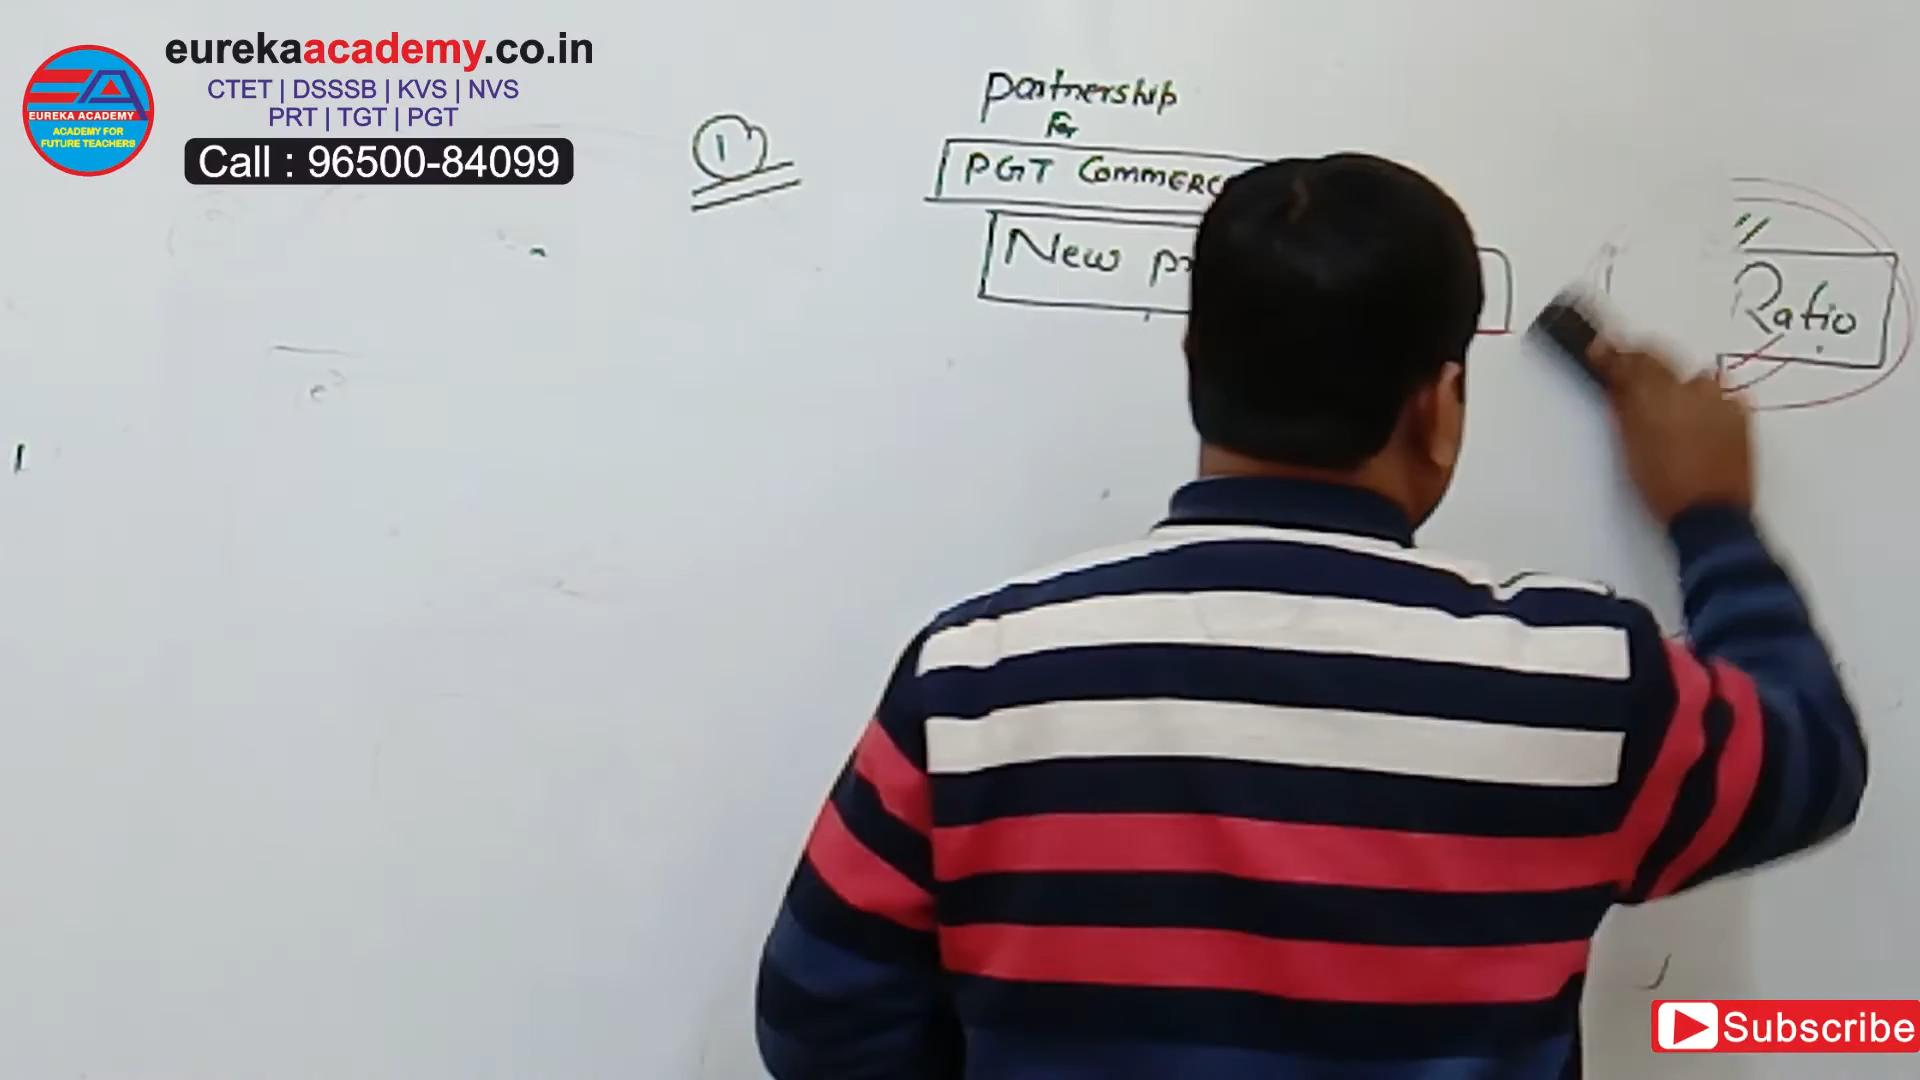 eurekaacademy.co.in
CTET | DSSSB | KVS | NVS
PRT | TGT | PGT
Call : 96500-84099
EUREKA ACADEMY
ACADEMY FOR
FUTURE TEACHERS
1
Partnership
For
PGT Commerc
New
Ratio
Subscribe